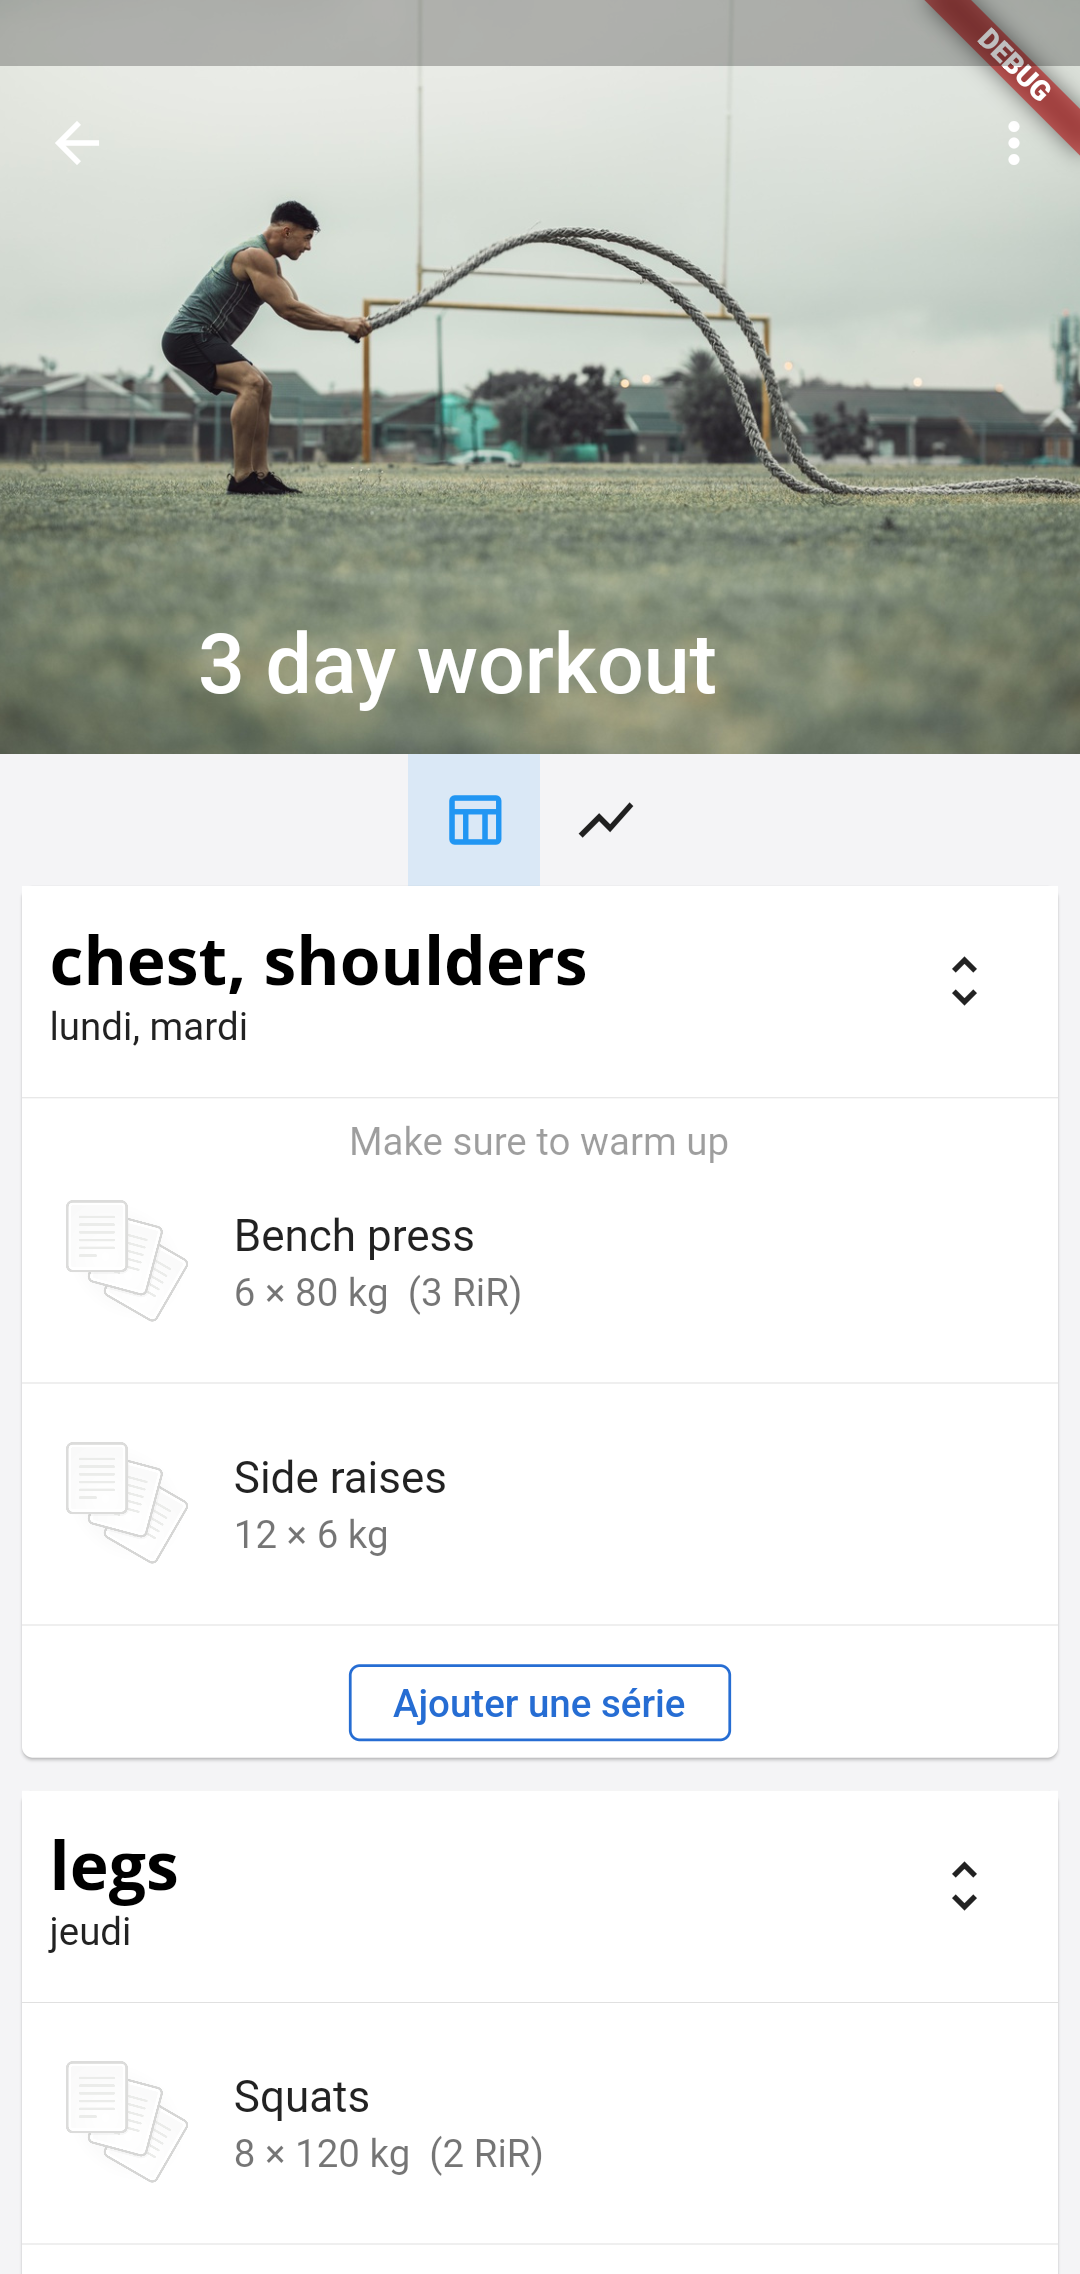 DEBUG
3 day workout
chest, shoulders
lundi, mardi
Make sure to warm up
Bench press
6 × 80 kg  (3 RiR)
Side raises
12 × 6 kg
Ajouter une série
legs
jeudi
Squats
8 × 120 kg  (2 RiR)